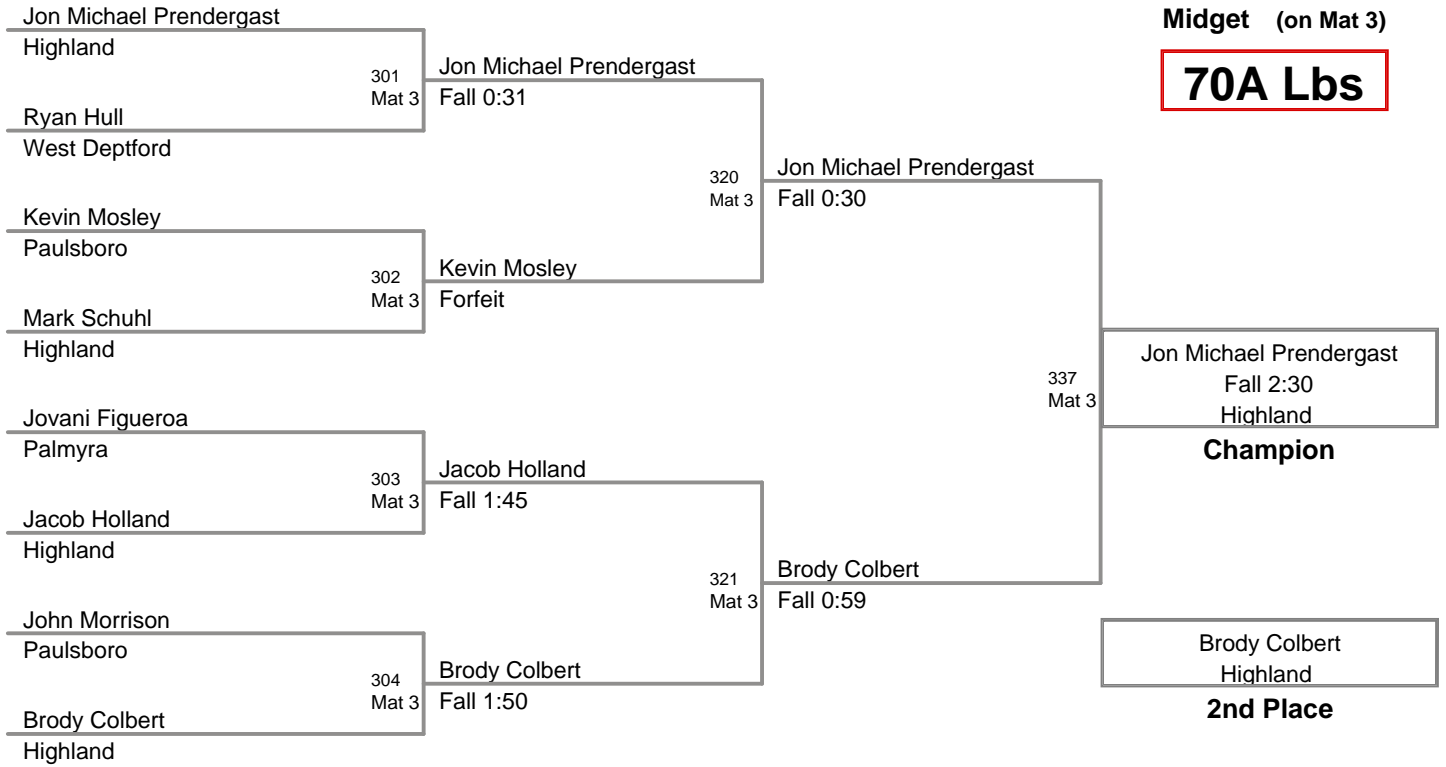 Midget (on Mat 3)
70A Lbs
Jon Michael Prendergast
Highland
Ryan Hull
West Deptford
Kevin Mosley
Paulsboro
Mark Schuhl
Highland
Jovani Figueroa
Palmyra
Jacob Holland
Highland
John Morrison
Paulsboro
Brody Colbert
Highland
301
Mat 3
302
Mat 3
303
Mat 3
304
Mat 3
Jon Michael Prendergast
Fall 0:31
Kevin Mosley
Forfeit
Jacob Holland
Fall 1:45
Brody Colbert
Fall 1:50
320
Mat 3
321
Mat 3
Jon Michael Prendergast
Fall 0:30
Brody Colbert
Fall 0:59
337
Mat 3
Jon Michael Prendergast
Fall 2:30
Highland
Champion
Brody Colbert
Highland
2nd Place